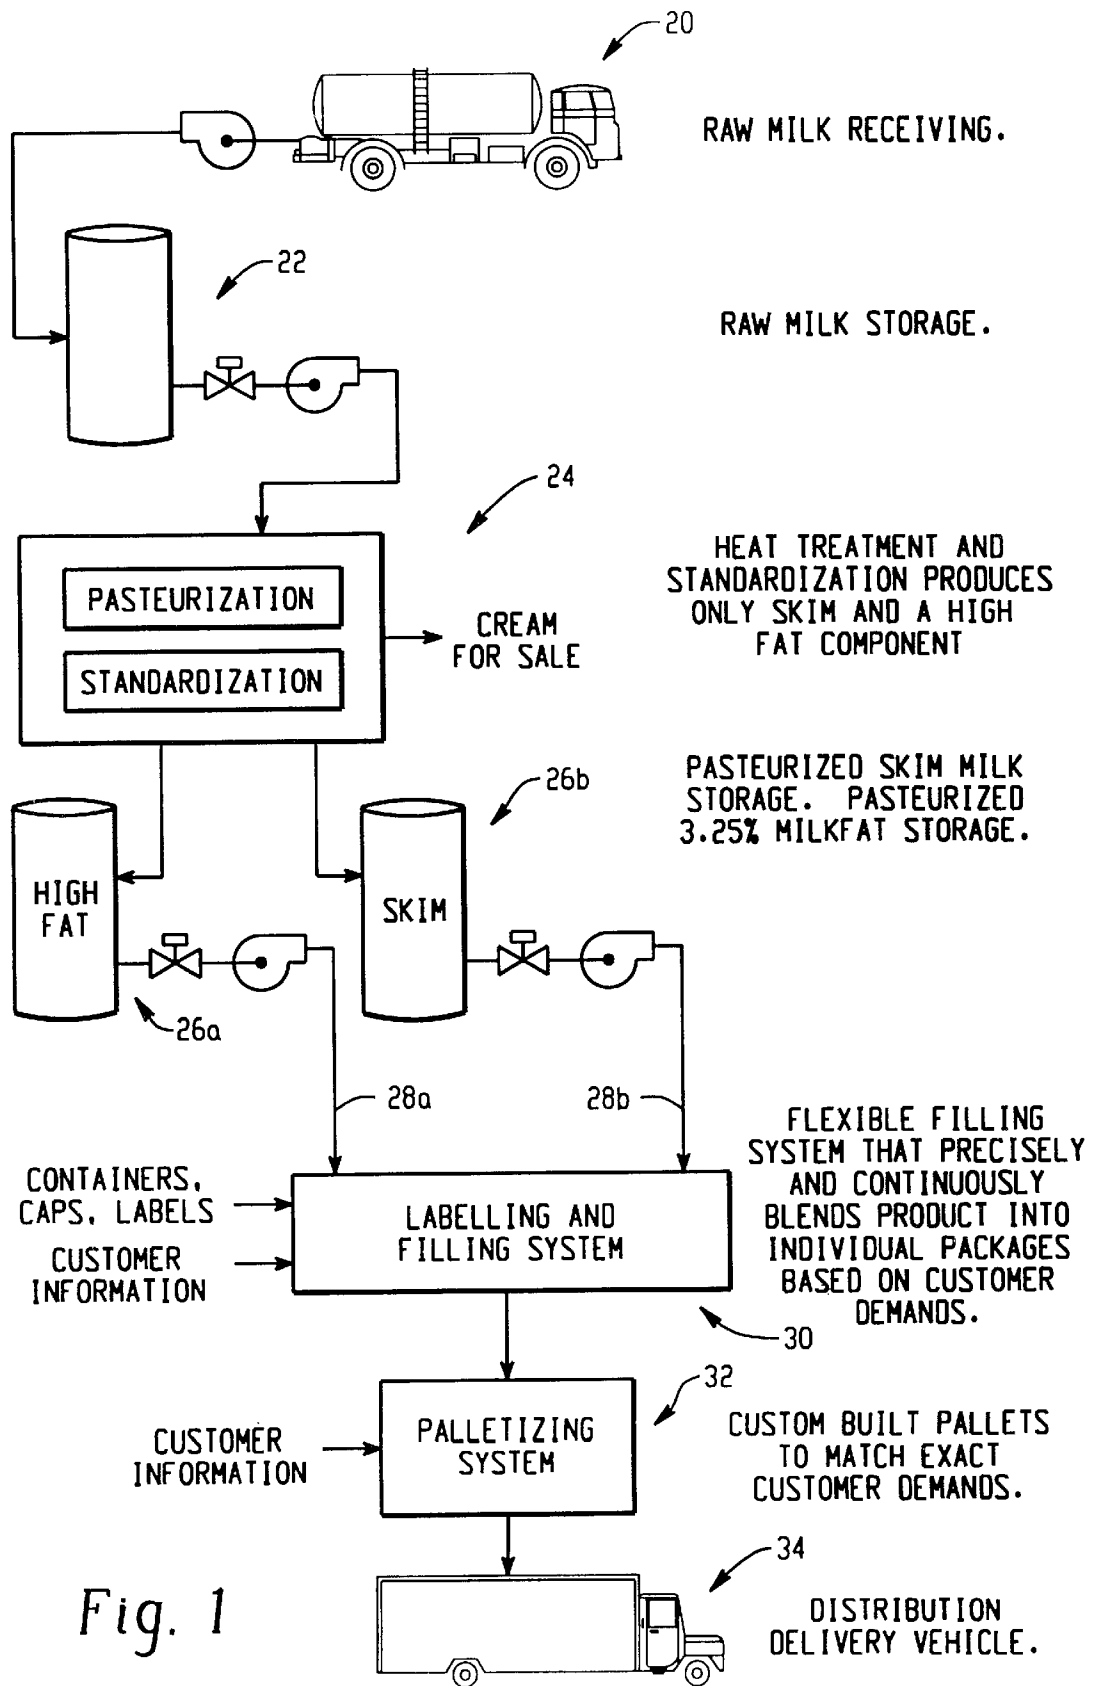 20
RAW MILK RECEIVING.
22
RAW MILK STORAGE.
24
PASTEURIZATION
STANDARDIZATION
CREAM
FOR SALE
HEAT TREATMENT AND
STANDARDIZATION PRODUCES
ONLY SKIM AND A HIGH
FAT COMPONENT
26b
PASTEURIZED SKIM MILK
STORAGE. PASTEURIZED
3.25% MILKFAT STORAGE.
HIGH
FAT
SKIM
26a
28a
28b
CONTAINERS,
CAPS, LABELS
CUSTOMER
INFORMATION
LABELLING AND
FILLING SYSTEM
FLEXIBLE FILLING
SYSTEM THAT PRECISELY
AND CONTINUOUSLY
BLENDS PRODUCT INTO
INDIVIDUAL PACKAGES
BASED ON CUSTOMER
DEMANDS.
30
32
CUSTOMER
INFORMATION
PALLETIZING
SYSTEM
CUSTOM BUILT PALLETS
TO MATCH EXACT
CUSTOMER DEMANDS.
34
DISTRIBUTION
DELIVERY VEHICLE.
Fig. 1